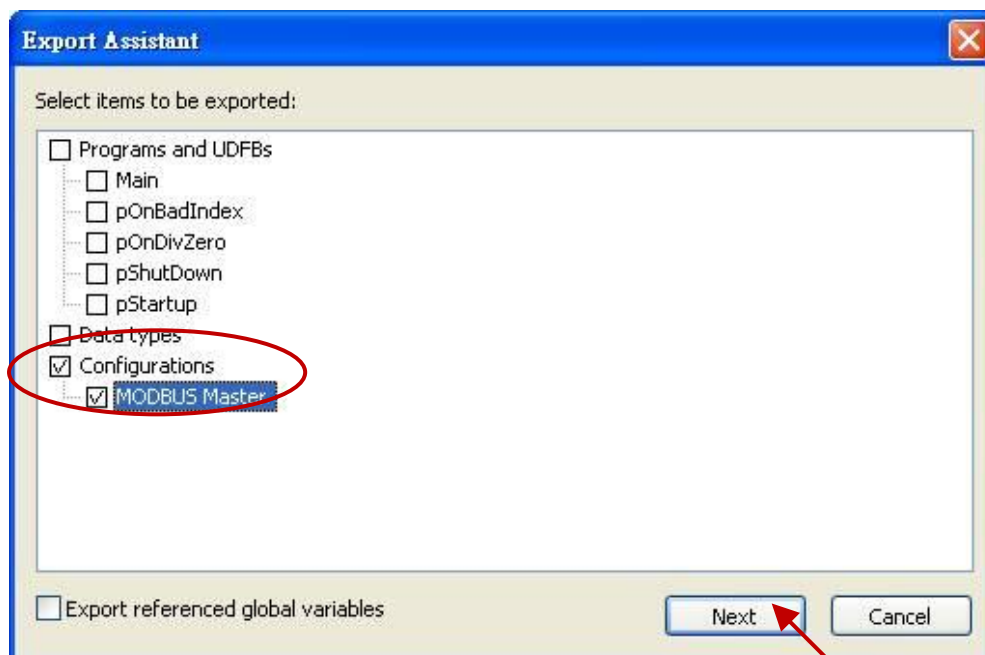 Export Assistant
Select items to be exported:
Programs and UDFBs
Main
pOnBadIndex
pOnDivZero
pShutDown
pStartup
Data types
Configurations
MODBUS Master
Export referenced global variables
Next
Cancel